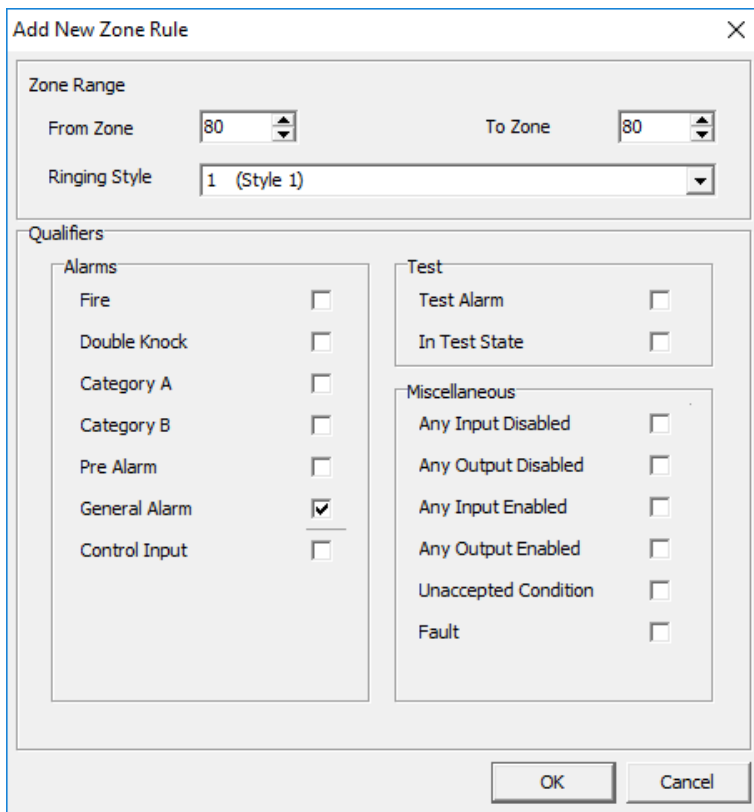 Add New Zone Rule
Zone Range
From Zone 80 To Zone 80
Ringing Style 1 (Style 1)
Qualifiers
Alarms
Fire
Double Knock
Category A
Category B
Pre Alarm
General Alarm
Control Input
Test
Test Alarm
In Test State
Miscellaneous
Any Input Disabled
Any Output Disabled
Any Input Enabled
Any Output Enabled
Unaccepted Condition
Fault
OK Cancel